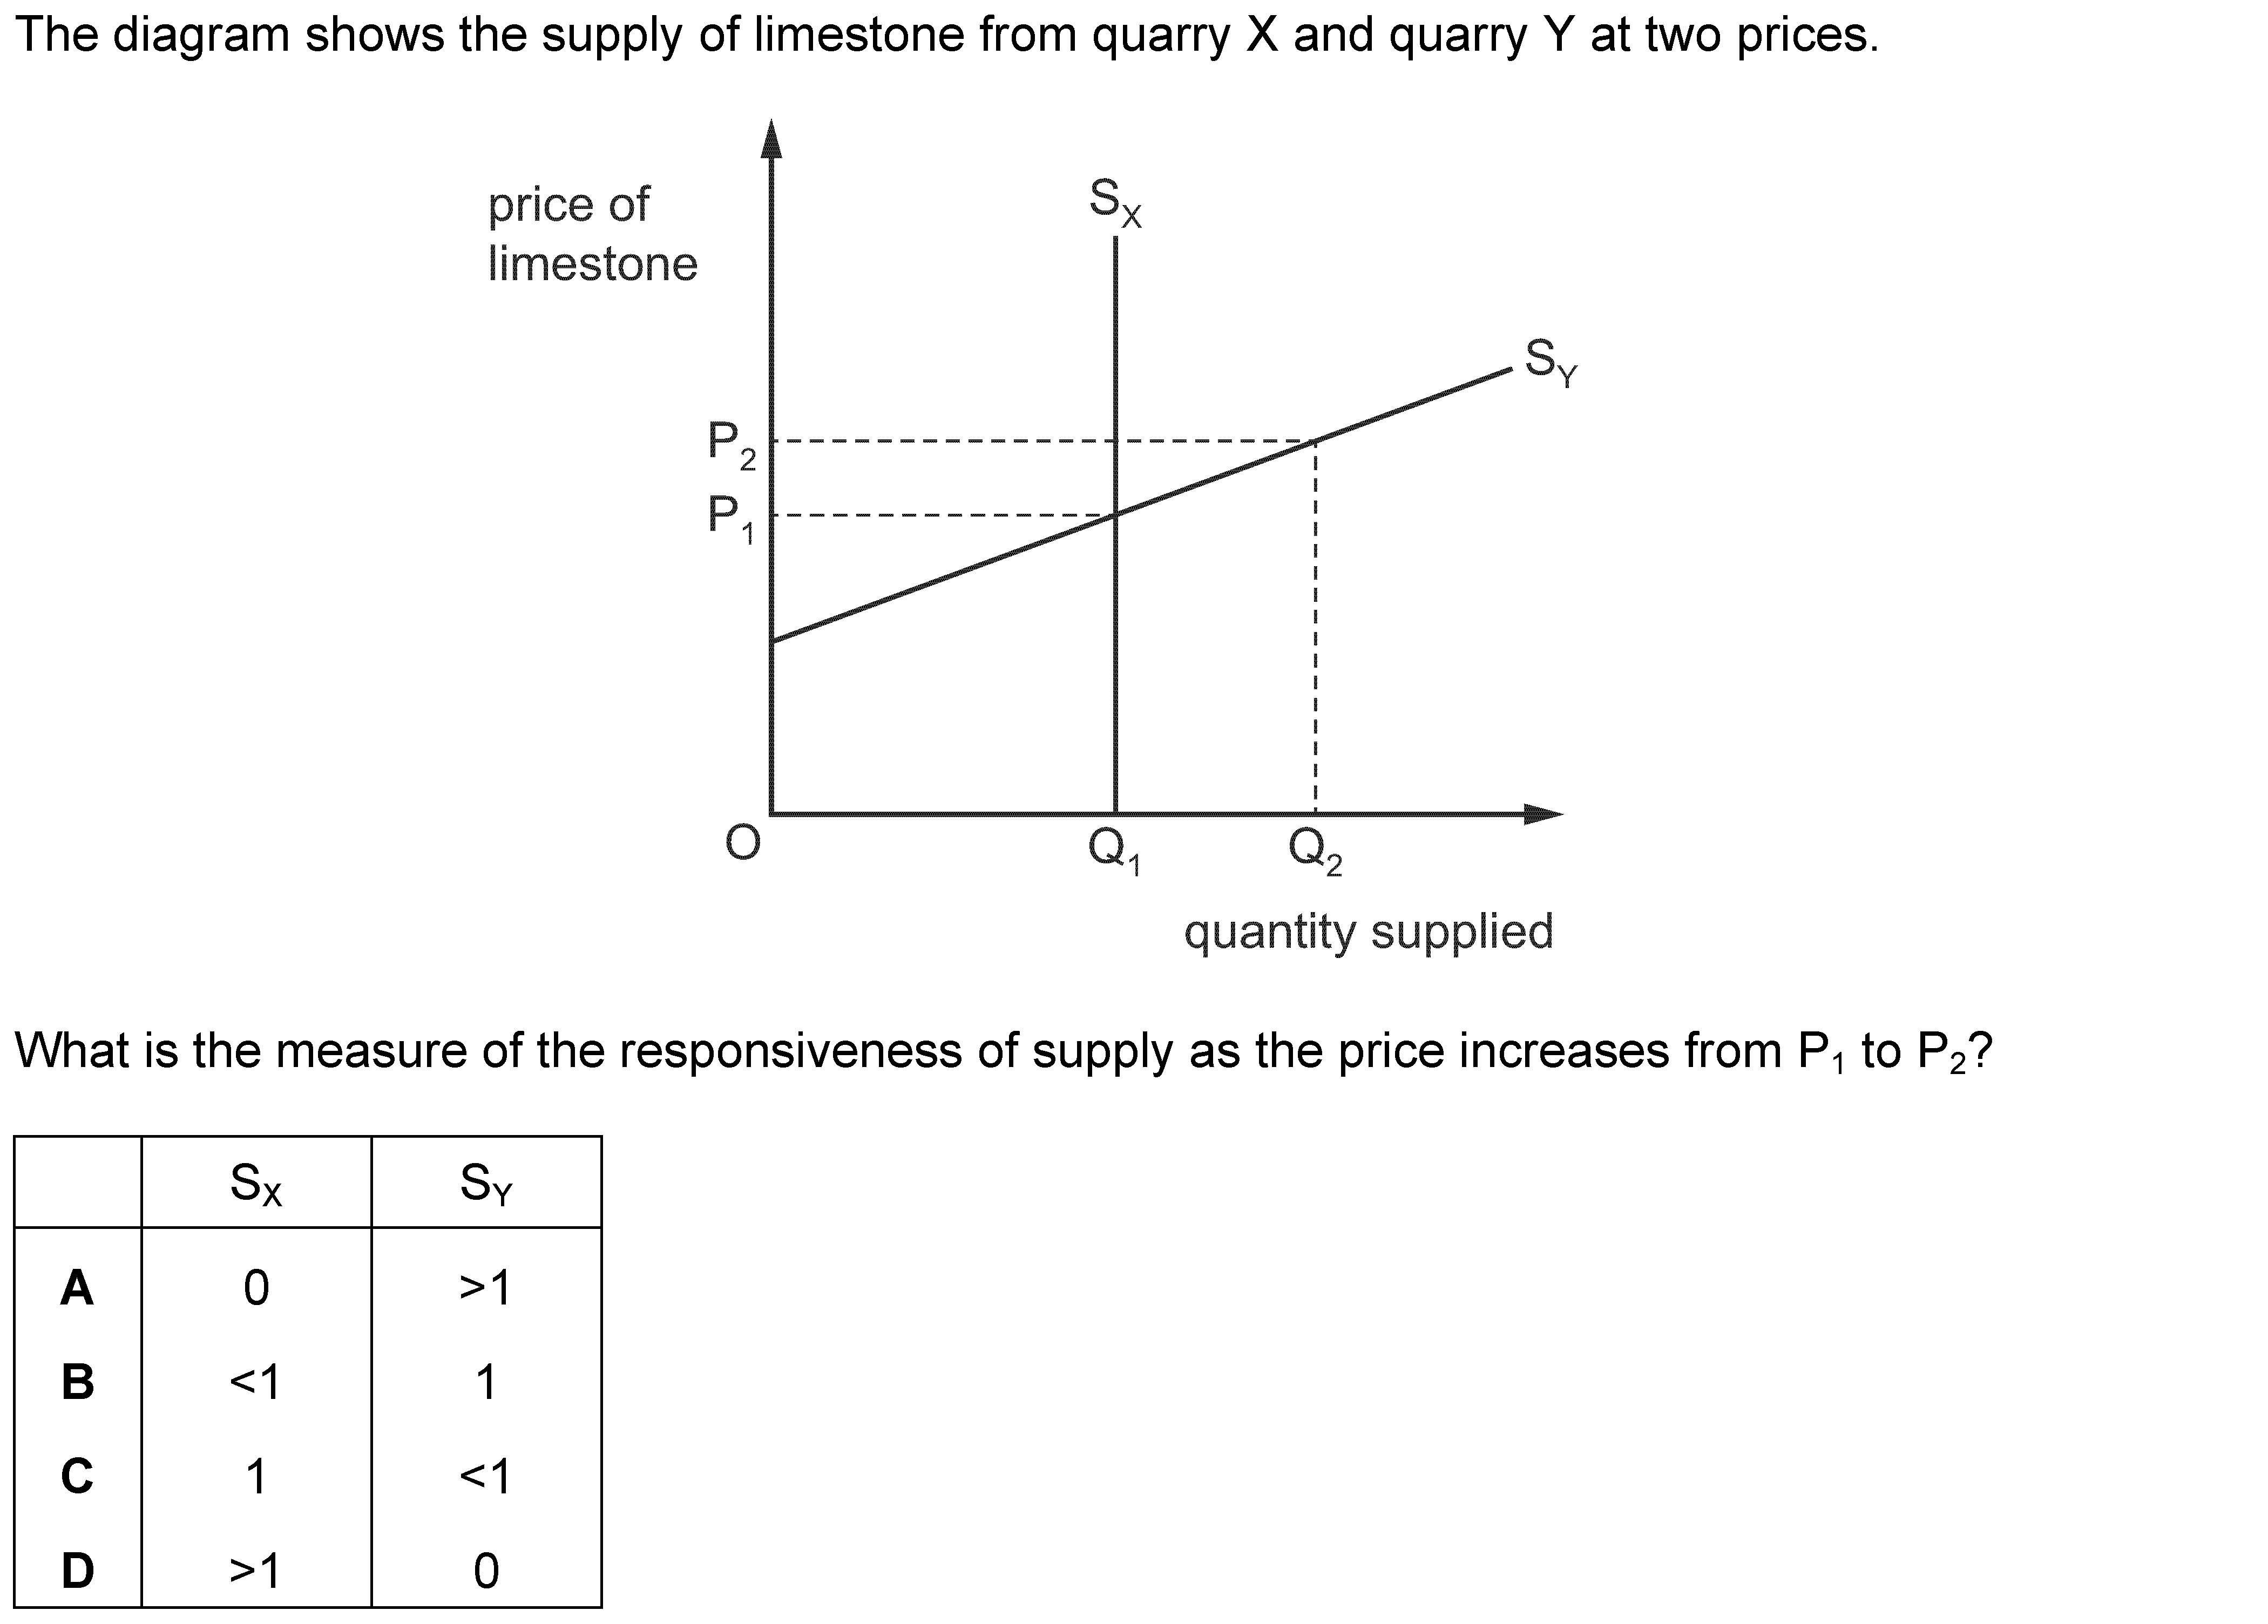 The diagram shows the supply of limestone from quarry X and quarry Y at two prices.
price of
limestone
S_X
S_Y
P_2
P_1
O
Q_1 Q_2
quantity supplied
What is the measure of the responsiveness of supply as the price increases from P_1 to P_2?
S_X S_Y
A 0 >1
B <1 1
C 1 <1
D >1 0